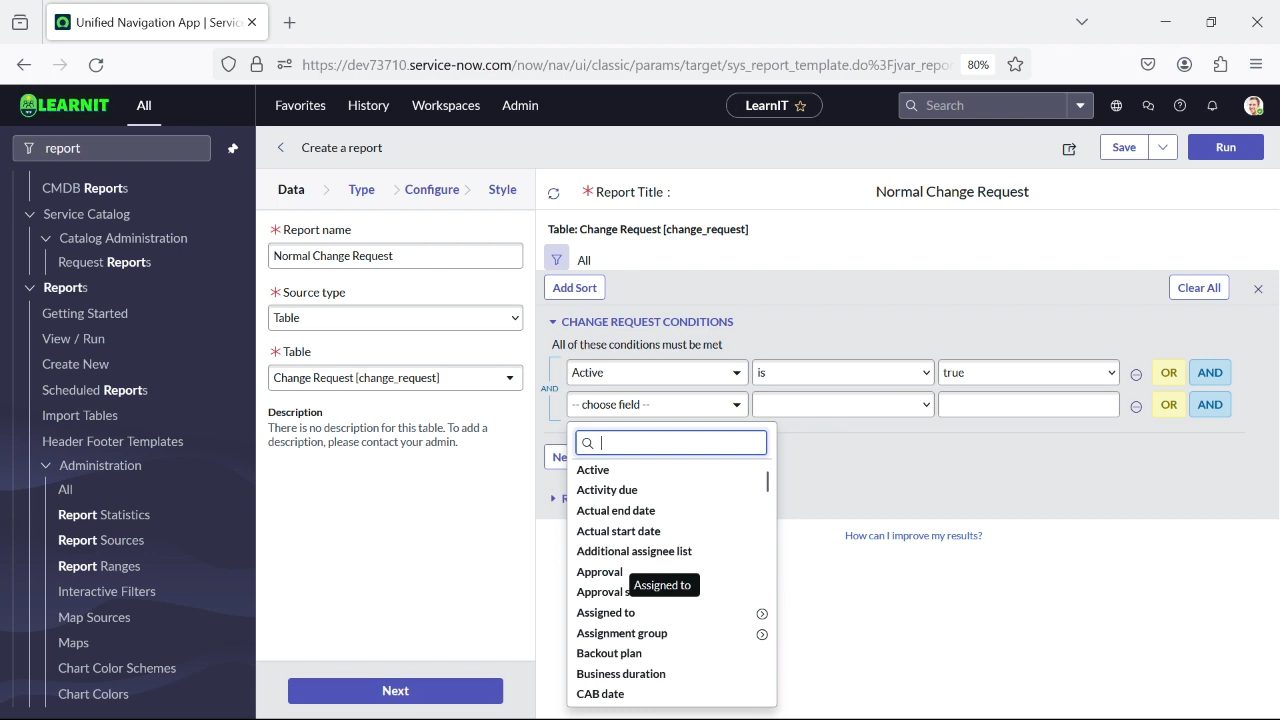 Unified Navigation App | Servic
https://dev73710.service-now.com/now/nav/ui/classic/params/target/sys_report_template.do%3Fjvar_repo
80%
LEARNIT
All
Favorites
History
Workspaces
Admin
LearnIT
Search
report
CMDB Reports
Service Catalog
Catalog Administration
Request Reports
Reports
Getting Started
View / Run
Create New
Scheduled Reports
Import Tables
Header Footer Templates
Administration
All
Report Statistics
Report Sources
Report Ranges
Interactive Filters
Map Sources
Maps
Chart Color Schemes
Chart Colors
Create a report
Save
Run
Data
Type
Configure
Style
Report name
Normal Change Request
Source type
Table
Table
Change Request [change_request]
Description
There is no description for this table. To add a
description, please contact your admin.
Next
Report Title :
Normal Change Request
Table: Change Request [change_request]
All
Add Sort
Clear All
CHANGE REQUEST CONDITIONS
All of these conditions must be met
AND
Active
is
true
OR
AND
-- choose field --
OR
AND
Ne
R
Active
Activity due
Actual end date
Actual start date
Additional assignee list
Approval
Approval s
Assigned to
Assigned to
Assignment group
Backout plan
Business duration
CAB date
How can I improve my results?